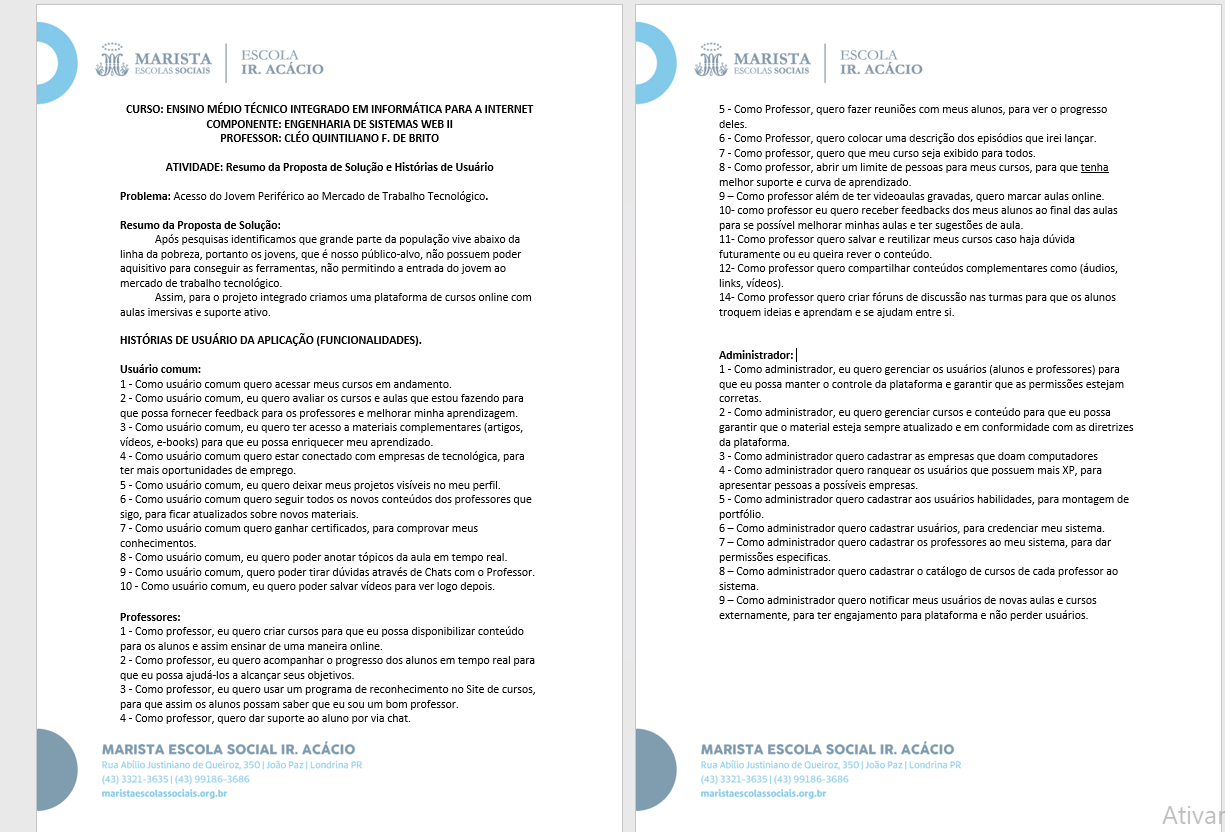 MARISTA
ESCOLAS SOCIAIS
ESCOLA
IR. ACÁCIO
CURSO: ENSINO MÉDIO TÉCNICO INTEGRADO EM INFORMÁTICA PARA A INTERNET
COMPONENTE: ENGENHARIA DE SISTEMAS WEB II
PROFESSOR: CLÉO QUINTILIANO F. DE BRITO
ATIVIDADE: Resumo da Proposta de Solução e Histórias de Usuário
Problema: Acesso do Jovem Periférico ao Mercado de Trabalho Tecnológico.
Resumo da Proposta de Solução:
Após pesquisas identificamos que grande parte da população vive abaixo da
linha da pobreza, portanto os jovens, que é nosso público-alvo, não possuem poder
aquisitivo para conseguir as ferramentas, não permitindo a entrada do jovem ao
mercado de trabalho tecnológico.
Assim, para o projeto integrado criamos uma plataforma de cursos online com
aulas imersivas e suporte ativo.
HISTÓRIAS DE USUÁRIO DA APLICAÇÃO (FUNCIONALIDADES).
Usuário comum:
1 - Como usuário comum quero acessar meus cursos em andamento.
2 - Como usuário comum, eu quero avaliar os cursos e aulas que estou fazendo para
que possa fornecer feedback para os professores e melhorar minha aprendizagem.
3 - Como usuário comum, eu quero ter acesso a materiais complementares (artigos,
vídeos, e-books) para que eu possa enriquecer meu aprendizado.
4 - Como usuário comum quero estar conectado com empresas de tecnológica, para
ter mais oportunidades de emprego.
5 - Como usuário comum, eu quero deixar meus projetos visíveis no meu perfil.
6 - Como usuário comum quero seguir todos os novos conteúdos dos professores que
sigo, para ficar atualizados sobre novos materiais.
7 - Como usuário comum quero ganhar certificados, para comprovar meus
conhecimentos.
8 - Como usuário comum, eu quero poder anotar tópicos da aula em tempo real.
9 - Como usuário comum, quero poder tirar dúvidas através de Chats com o Professor.
10 - Como usuário comum, eu quero poder salvar vídeos para ver logo depois.
Professores:
1 - Como professor, eu quero criar cursos para que eu possa disponibilizar conteúdo
para os alunos e assim ensinar de uma maneira online.
2 - Como professor, eu quero acompanhar o progresso dos alunos em tempo real para
que eu possa ajudá-los a alcançar seus objetivos.
3 - Como professor, eu quero usar um programa de reconhecimento no Site de cursos,
para que assim os alunos possam saber que eu sou um bom professor.
4 - Como professor, quero dar suporte ao aluno por via chat.
MARISTA ESCOLA SOCIAL IR. ACÁCIO
Rua Abílio Justiniano de Queiroz, 350 | João Paz | Londrina PR
(43) 3321-3635 | (43) 99186-3686
maristaescolassociais.org.br
MARISTA
ESCOLAS SOCIAIS
ESCOLA
IR. ACÁCIO
5 - Como Professor, quero fazer reuniões com meus alunos, para ver o progresso
deles.
6 - Como Professor, quero colocar uma descrição dos episódios que irei lançar.
7 - Como professor, quero que meu curso seja exibido para todos.
8 - Como professor, abrir um limite de pessoas para meus cursos, para que tenha
melhor suporte e curva de aprendizado.
9 – Como professor além de ter videoaulas gravadas, quero marcar aulas online.
10- como professor eu quero receber feedbacks dos meus alunos ao final das aulas
para se possível melhorar minhas aulas e ter sugestões de aula.
11- Como professor quero salvar e reutilizar meus cursos caso haja dúvida
futuramente ou eu queira rever o conteúdo.
12- Como professor quero compartilhar conteúdos complementares como (áudios,
links, vídeos).
14- Como professor quero criar fóruns de discussão nas turmas para que os alunos
troquem ideias e aprendam e se ajudam entre si.
Administrador:
1 - Como administrador, eu quero gerenciar os usuários (alunos e professores) para
que eu possa manter o controle da plataforma e garantir que as permissões estejam
corretas.
2 - Como administrador, eu quero gerenciar cursos e conteúdo para que eu possa
garantir que o material esteja sempre atualizado e em conformidade com as diretrizes
da plataforma.
3 - Como administrador quero cadastrar as empresas que doam computadores
4 - Como administrador quero ranquear os usuários que possuem mais XP, para
apresentar pessoas a possíveis empresas.
5 - Como administrador quero cadastrar aos usuários habilidades, para montagem de
portfólio.
6 – Como administrador quero cadastrar usuários, para credenciar meu sistema.
7 – Como administrador quero cadastrar os professores ao meu sistema, para dar
permissões especificas.
8 – Como administrador quero cadastrar o catálogo de cursos de cada professor ao
sistema.
9 – Como administrador quero notificar meus usuários de novas aulas e cursos
externamente, para ter engajamento para plataforma e não perder usuários.
MARISTA ESCOLA SOCIAL IR. ACÁCIO
Rua Abílio Justiniano de Queiroz, 350 | João Paz | Londrina PR
(43) 3321-3635 | (43) 99186-3686
maristaescolassociais.org.br
Ativar